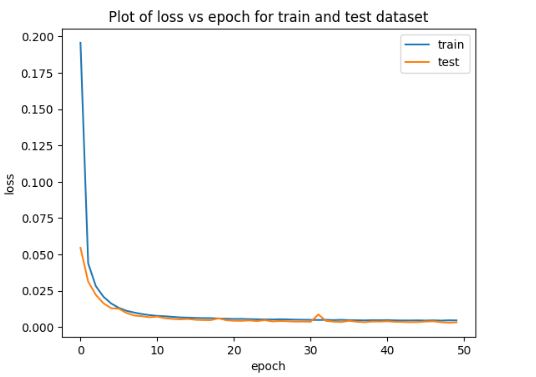 Plot of loss vs epoch for train and test dataset
0.200
0.175
0.150
0.125
0.100
0.075
0.050
0.025
0.000
loss
train
test
0 10 20 30 40 50
epoch